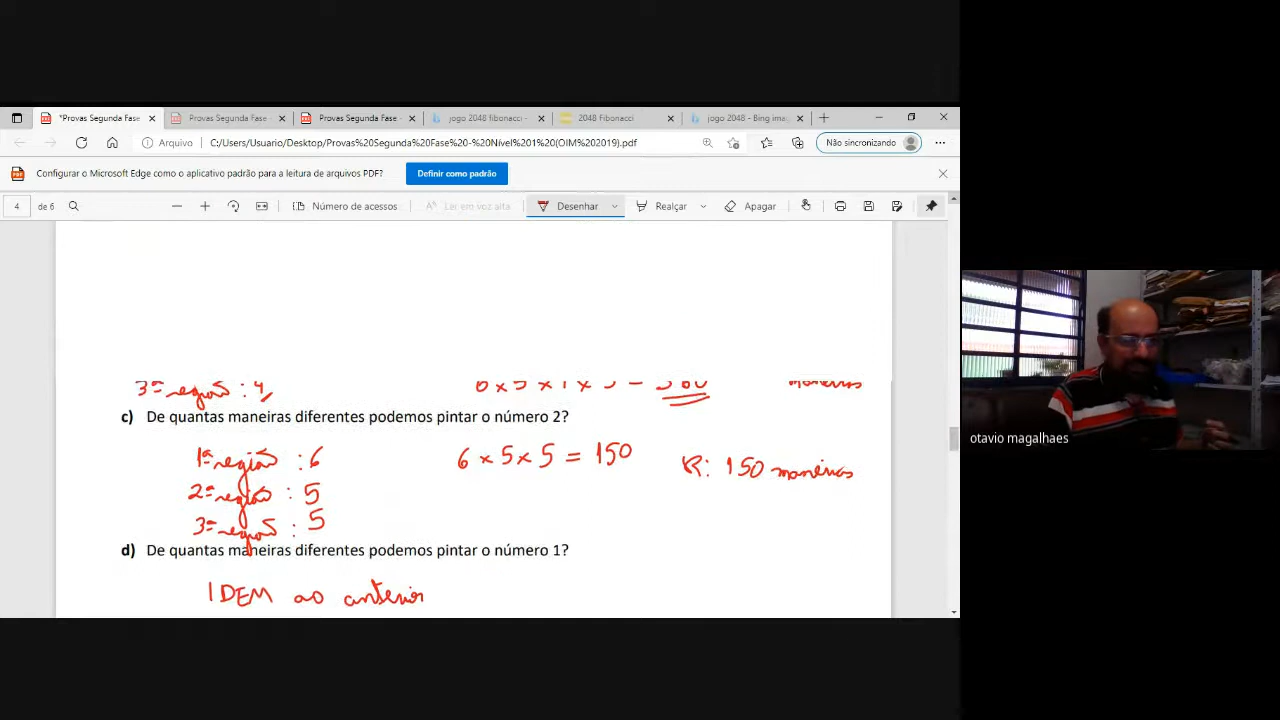 *Provas Segunda Fase
Provas Segunda Fase -
Provas Segunda Fase -
jogo 2048 fibonacci -
2048 Fibonacci
jogo 2048 - Bing ima
Arquivo C:/Users/Usuario/Desktop/Provas%20Segunda%20Fase%20-%20Nivel%201%20(OIM%202019).pdf
Não sincronizando
Configurar o Microsoft Edge como o aplicativo padrão para a leitura de arquivos PDF?
Definir como padrão
4 de 6
Número de acessos
Ler em voz alta
Desenhar
Realçar
Apagar
3ª região : 4
c) De quantas maneiras diferentes podemos pintar o número 2?
1ª região : 6
6 × 5 × 5 = 150
R: 150 maneiras
2ª região : 5
3ª região : 5
d) De quantas maneiras diferentes podemos pintar o número 1?
IDEM ao anterior
otavio magalhaes